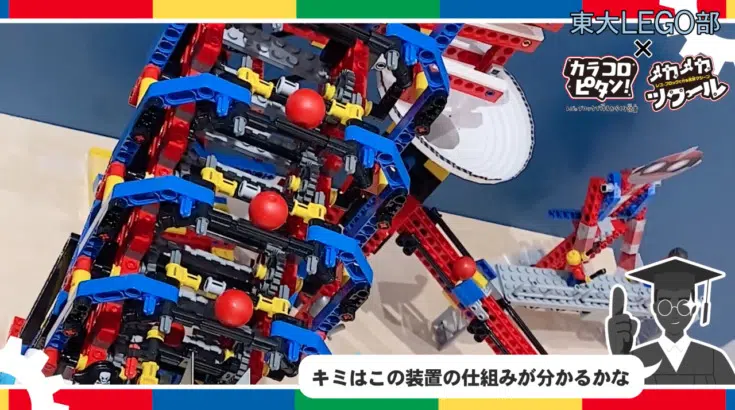 東大LEGO部
×
カラコロ
ピタン!
メカメカ
ツクール
キミはこの装置の仕組みが分かるかな